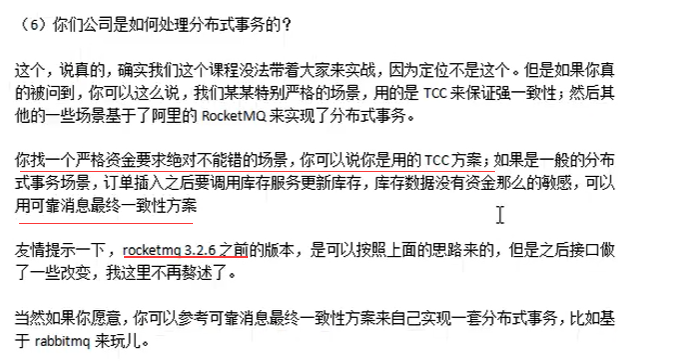 （6）你们公司是如何处理分布式事务的？
这个，说真的，确实我们这个课程没法带着大家来实战，因为定位不是这个。但是如果你真
的被问到，你可以这么说，我们某某特别严格的场景，用的是 TCC 来保证强一致性；然后其
他的一些场景基于了阿里的 RocketMQ 来实现了分布式事务。
你找一个严格资金要求绝对不能错的场景，你可以说你是用的 TCC 方案；如果是一般的分布
式事务场景，订单插入之后要调用库存服务更新库存，库存数据没有资金那么的敏感，可以
用可靠消息最终一致性方案
友情提示一下，rocketmq 3.2.6 之前的版本，是可以按照上面的思路来的，但是之后接口做
了一些改变，我这里不再赘述了。
当然如果你愿意，你可以参考可靠消息最终一致性方案来自己实现一套分布式事务，比如基
于 rabbitmq 来玩儿。